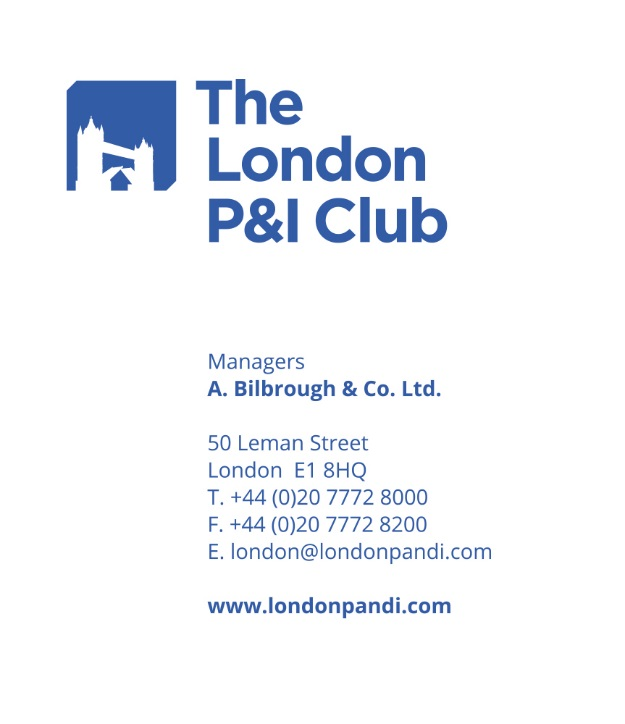 The
London
P&I Club
Managers
A. Bilbrough & Co. Ltd.
50 Leman Street
London  E1 8HQ
T. +44 (0)20 7772 8000
F. +44 (0)20 7772 8200
E. london@londonpandi.com
www.londonpandi.com